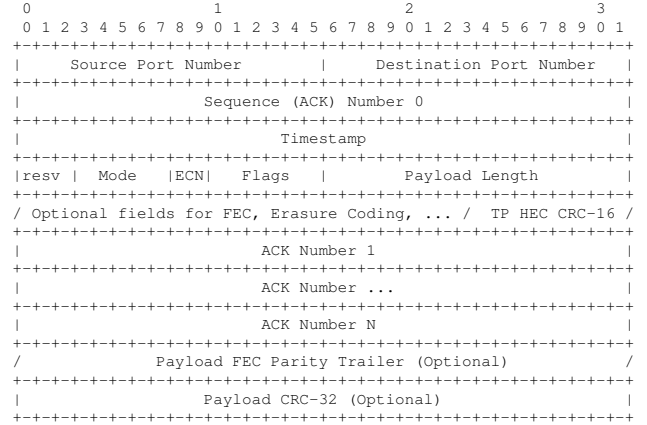 0                   1                   2                   3
 0 1 2 3 4 5 6 7 8 9 0 1 2 3 4 5 6 7 8 9 0 1 2 3 4 5 6 7 8 9 0 1
+-+-+-+-+-+-+-+-+-+-+-+-+-+-+-+-+-+-+-+-+-+-+-+-+-+-+-+-+-+-+-+-+
|     Source Port Number        |    Destination Port Number    |
+-+-+-+-+-+-+-+-+-+-+-+-+-+-+-+-+-+-+-+-+-+-+-+-+-+-+-+-+-+-+-+-+
|                   Sequence (ACK) Number 0                     |
+-+-+-+-+-+-+-+-+-+-+-+-+-+-+-+-+-+-+-+-+-+-+-+-+-+-+-+-+-+-+-+-+
|                           Timestamp                           |
+-+-+-+-+-+-+-+-+-+-+-+-+-+-+-+-+-+-+-+-+-+-+-+-+-+-+-+-+-+-+-+-+
|resv |  Mode   |ECN|   Flags   |        Payload Length         |
+-+-+-+-+-+-+-+-+-+-+-+-+-+-+-+-+-+-+-+-+-+-+-+-+-+-+-+-+-+-+-+-+
/ Optional fields for FEC, Erasure Coding, ... /  TP HEC CRC-16 /
+-+-+-+-+-+-+-+-+-+-+-+-+-+-+-+-+-+-+-+-+-+-+-+-+-+-+-+-+-+-+-+-+
|                         ACK Number 1                          |
+-+-+-+-+-+-+-+-+-+-+-+-+-+-+-+-+-+-+-+-+-+-+-+-+-+-+-+-+-+-+-+-+
|                         ACK Number ...                        |
+-+-+-+-+-+-+-+-+-+-+-+-+-+-+-+-+-+-+-+-+-+-+-+-+-+-+-+-+-+-+-+-+
|                         ACK Number N                          |
+-+-+-+-+-+-+-+-+-+-+-+-+-+-+-+-+-+-+-+-+-+-+-+-+-+-+-+-+-+-+-+-+
/              Payload FEC Parity Trailer (Optional)            /
+-+-+-+-+-+-+-+-+-+-+-+-+-+-+-+-+-+-+-+-+-+-+-+-+-+-+-+-+-+-+-+-+
|                   Payload CRC-32 (Optional)                   |
+-+-+-+-+-+-+-+-+-+-+-+-+-+-+-+-+-+-+-+-+-+-+-+-+-+-+-+-+-+-+-+-+